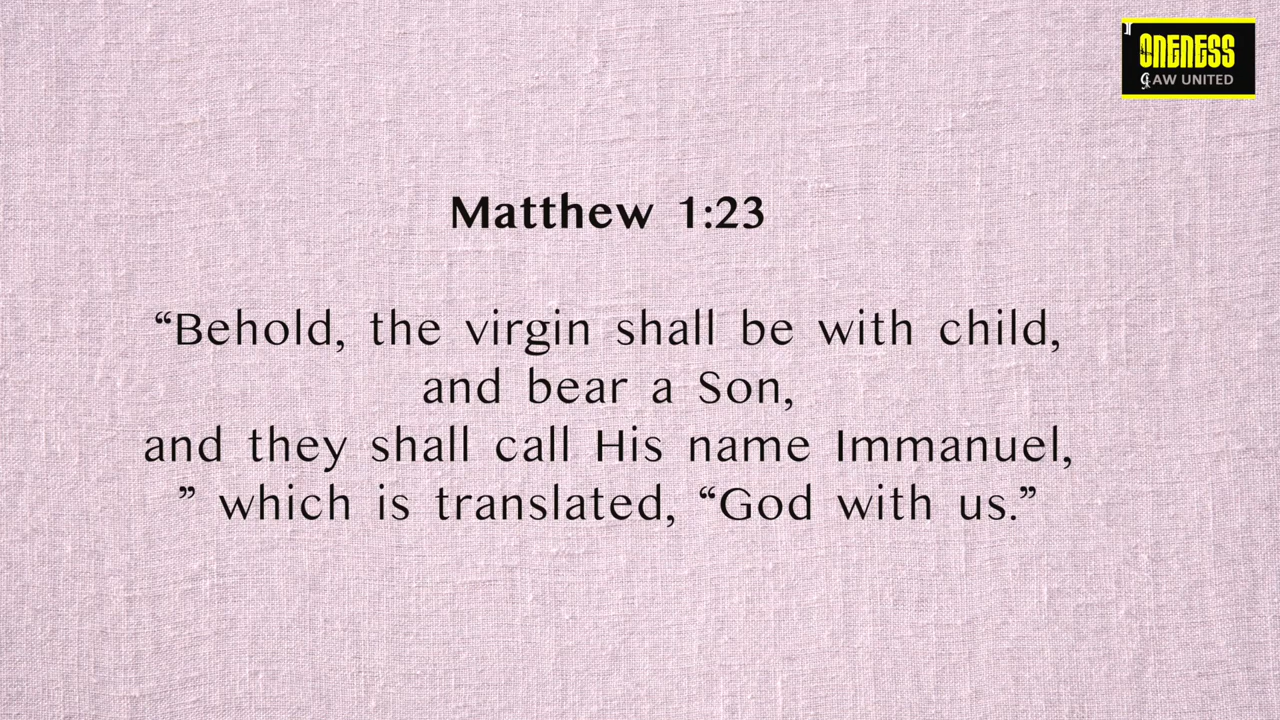 ONENESS
AW UNITED
Matthew 1:23
“Behold, the virgin shall be with child,
and bear a Son,
and they shall call His name Immanuel,
” which is translated, “God with us.”